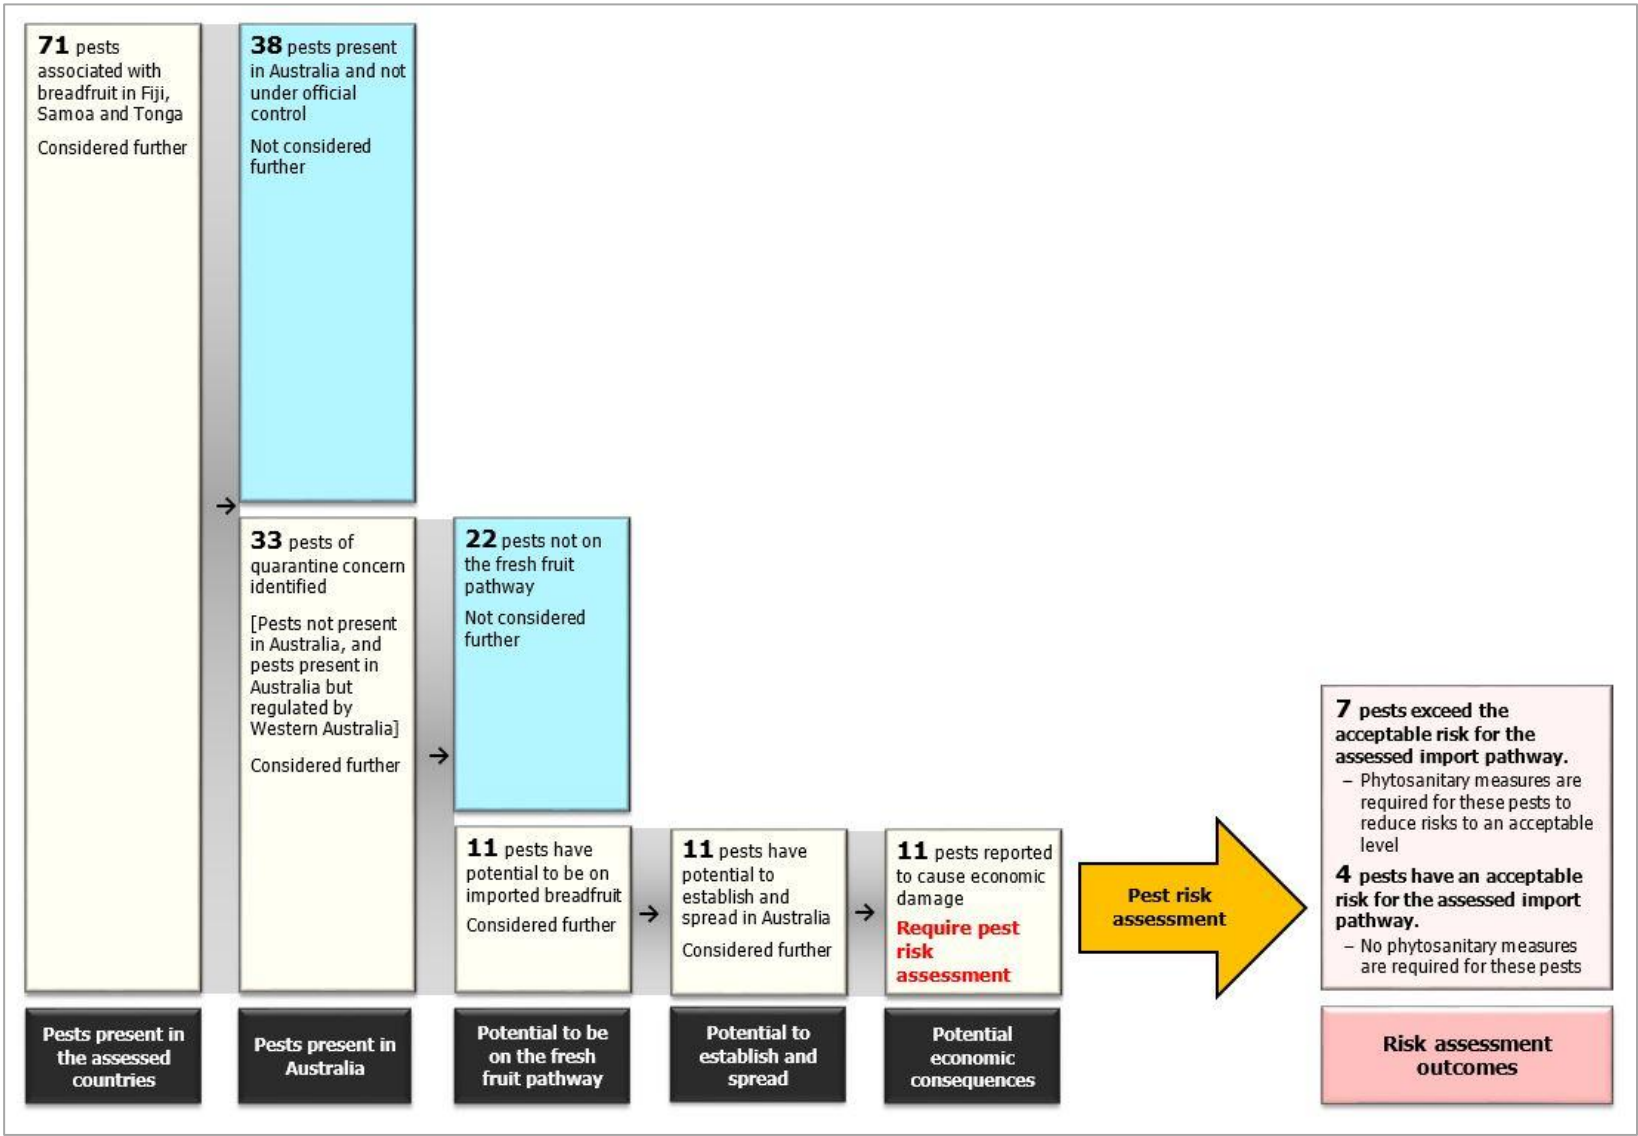 71 pests
associated with
breadfruit in Fiji,
Samoa and Tonga
Considered further
→
38 pests present
in Australia and not
under official
control
Not considered
further
33 pests of
quarantine concern
identified
[Pests not present
in Australia, and
pests present in
Australia but
regulated by
Western Australia]
Considered further
→
22 pests not on
the fresh fruit
pathway
Not considered
further
11 pests have
potential to be on
imported breadfruit
Considered further
→
11 pests have
potential to
establish and
spread in Australia
Considered further
→
11 pests reported
to cause economic
damage
Require pest
risk
assessment
Pest risk
assessment
7 pests exceed the
acceptable risk for the
assessed import pathway.
– Phytosanitary measures are
required for these pests to
reduce risks to an acceptable
level
4 pests have an acceptable
risk for the assessed import
pathway.
– No phytosanitary measures
are required for these pests
Pests present in
the assessed
countries
Pests present in
Australia
Potential to be
on the fresh
fruit pathway
Potential to
establish and
spread
Potential
economic
consequences
Risk assessment
outcomes